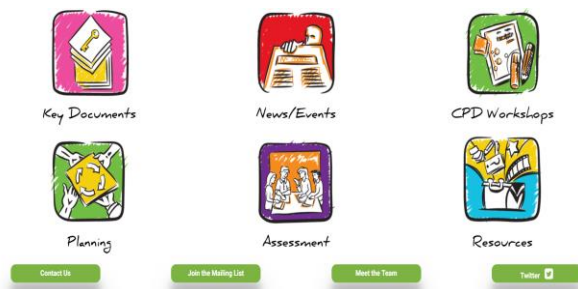 Key Documents
News/Events
CPD Workshops
Planning
Assessment
Resources
Contact Us
Join the Mailing List
Meet the Team
Twitter